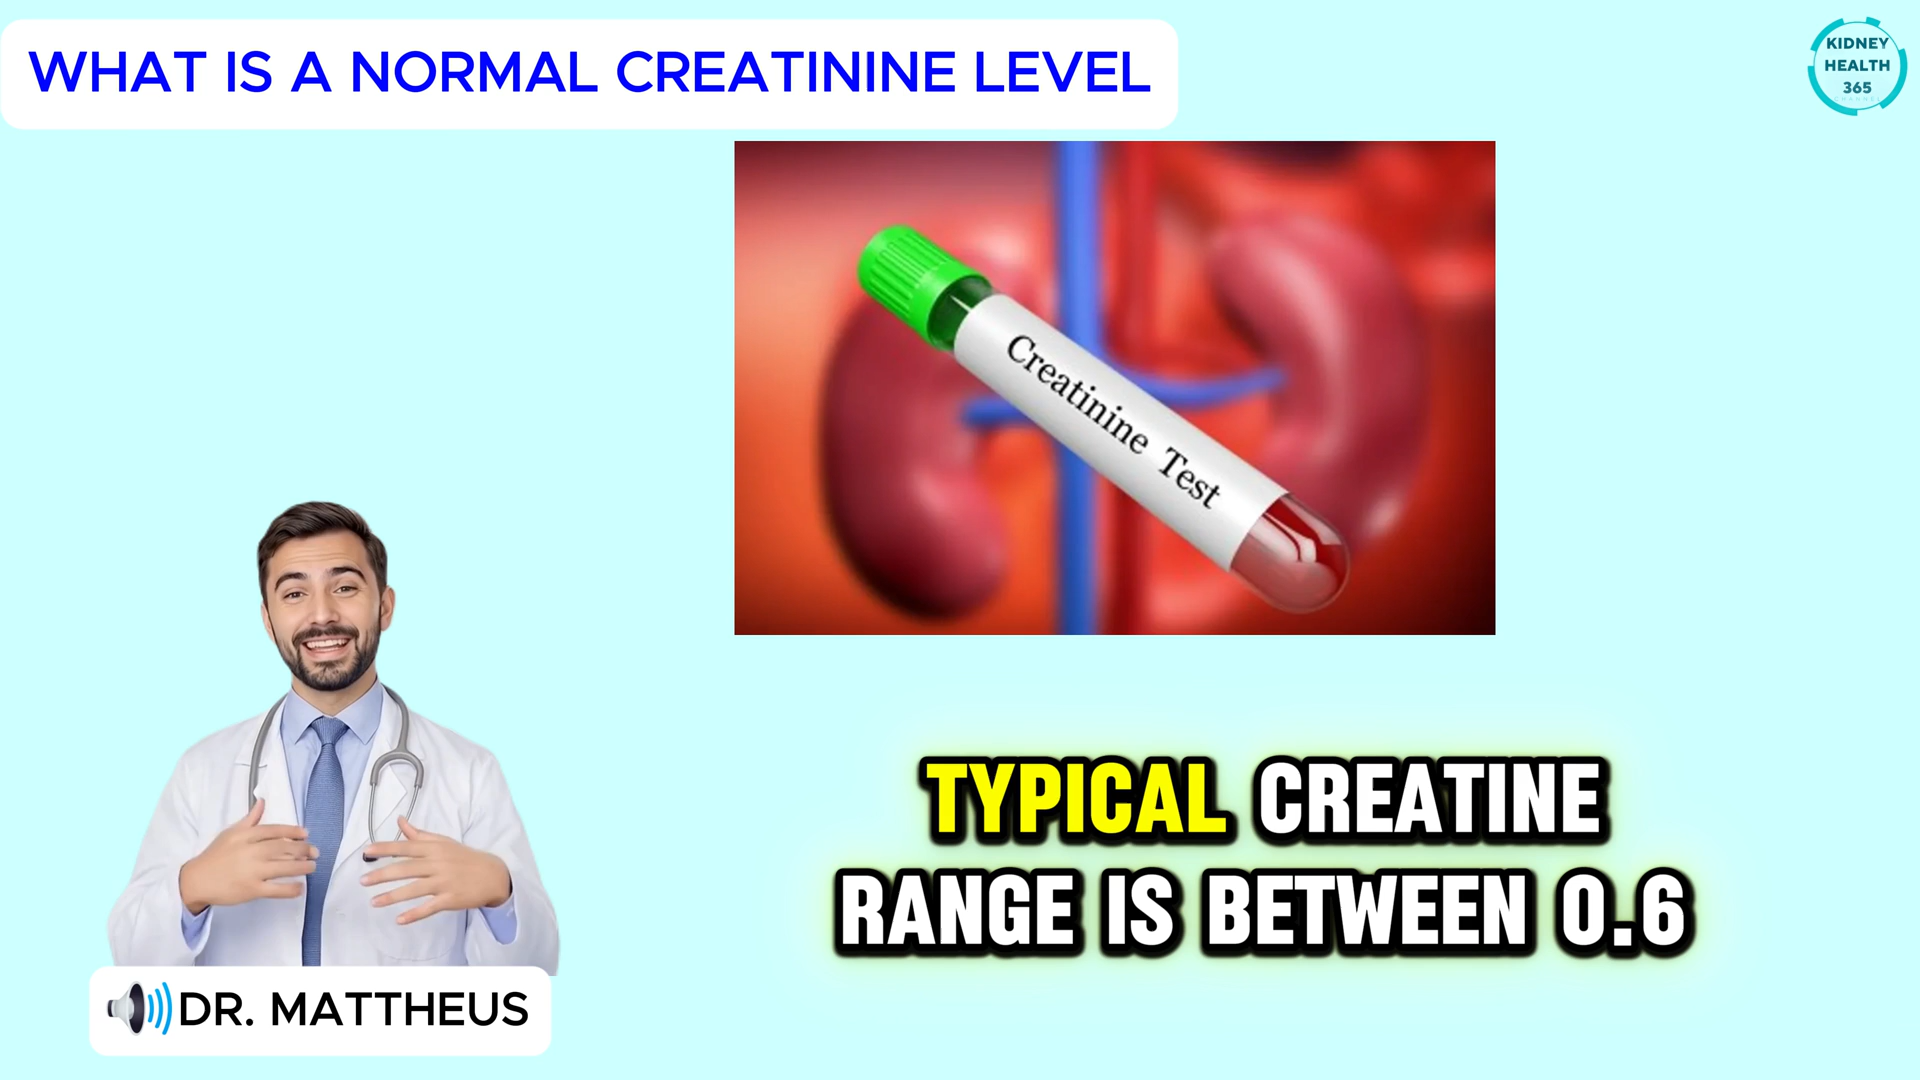 WHAT IS A NORMAL CREATININE LEVEL
KIDNEY
HEALTH
365
CHANNEL
Creatinine Test
TYPICAL CREATINE
RANGE IS BETWEEN 0.6
DR. MATTHEUS